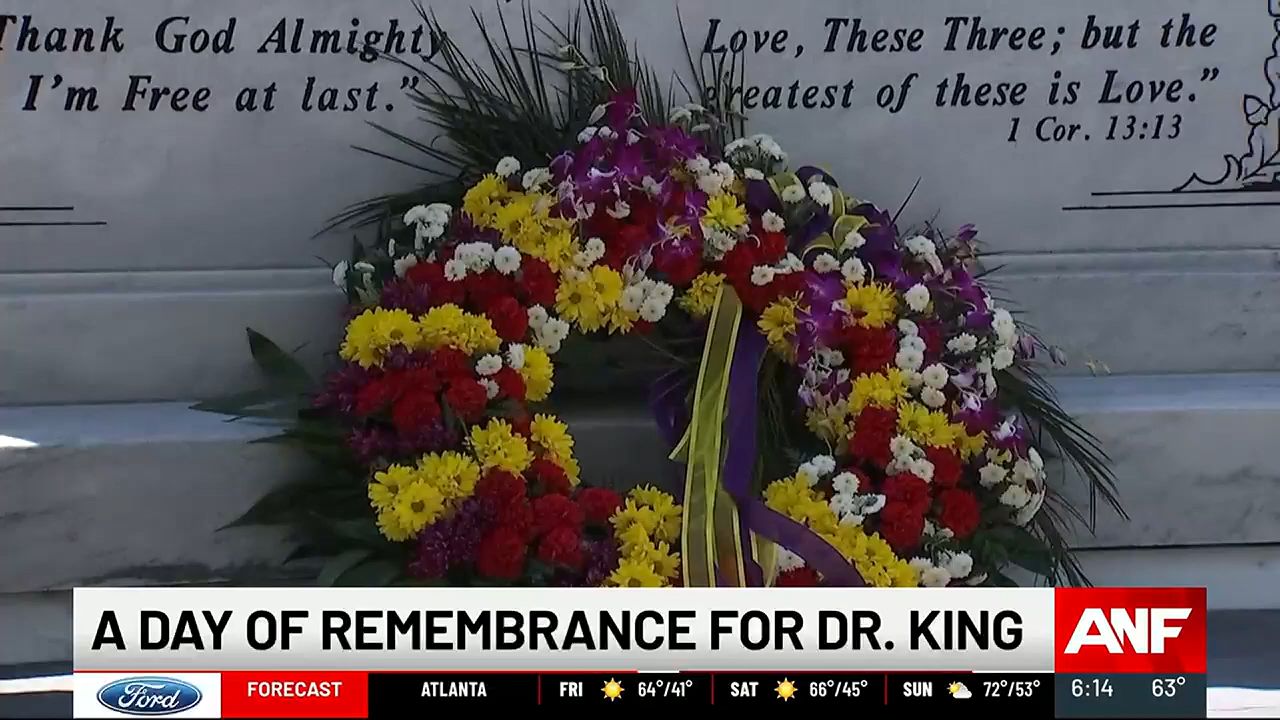 Thank God Almighty
I'm Free at last."
Love, These Three; but the
greatest of these is Love."
1 Cor. 13:13
A DAY OF REMEMBRANCE FOR DR. KING
ANF
Ford FORECAST ATLANTA FRI 64°/41° SAT 66°/45° SUN 72°/53° 6:14 63°